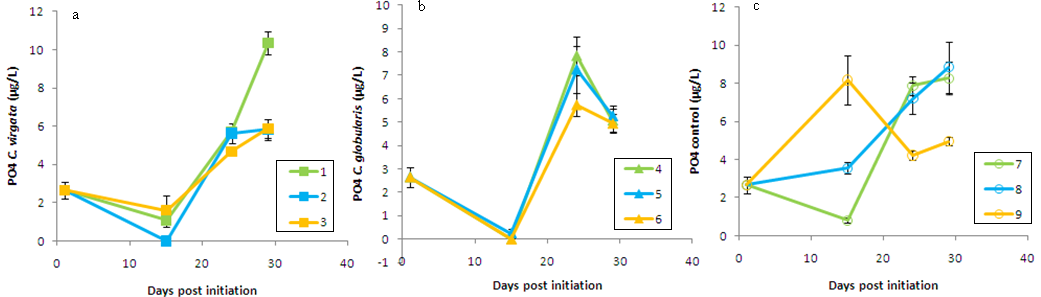 a
PO4 C. virgata (µg/L)
12
10
8
6
4
2
0
0 10 20 30 40
Days post initiation
1
2
3
b
PO4 C. globularis (µg/L)
10
9
8
7
6
5
4
3
2
1
0
-1
0 10 20 30 40
Days post initiation
4
5
6
c
PO4 control (µg/L)
12
10
8
6
4
2
0
0 10 20 30 40
Days post initiation
7
8
9